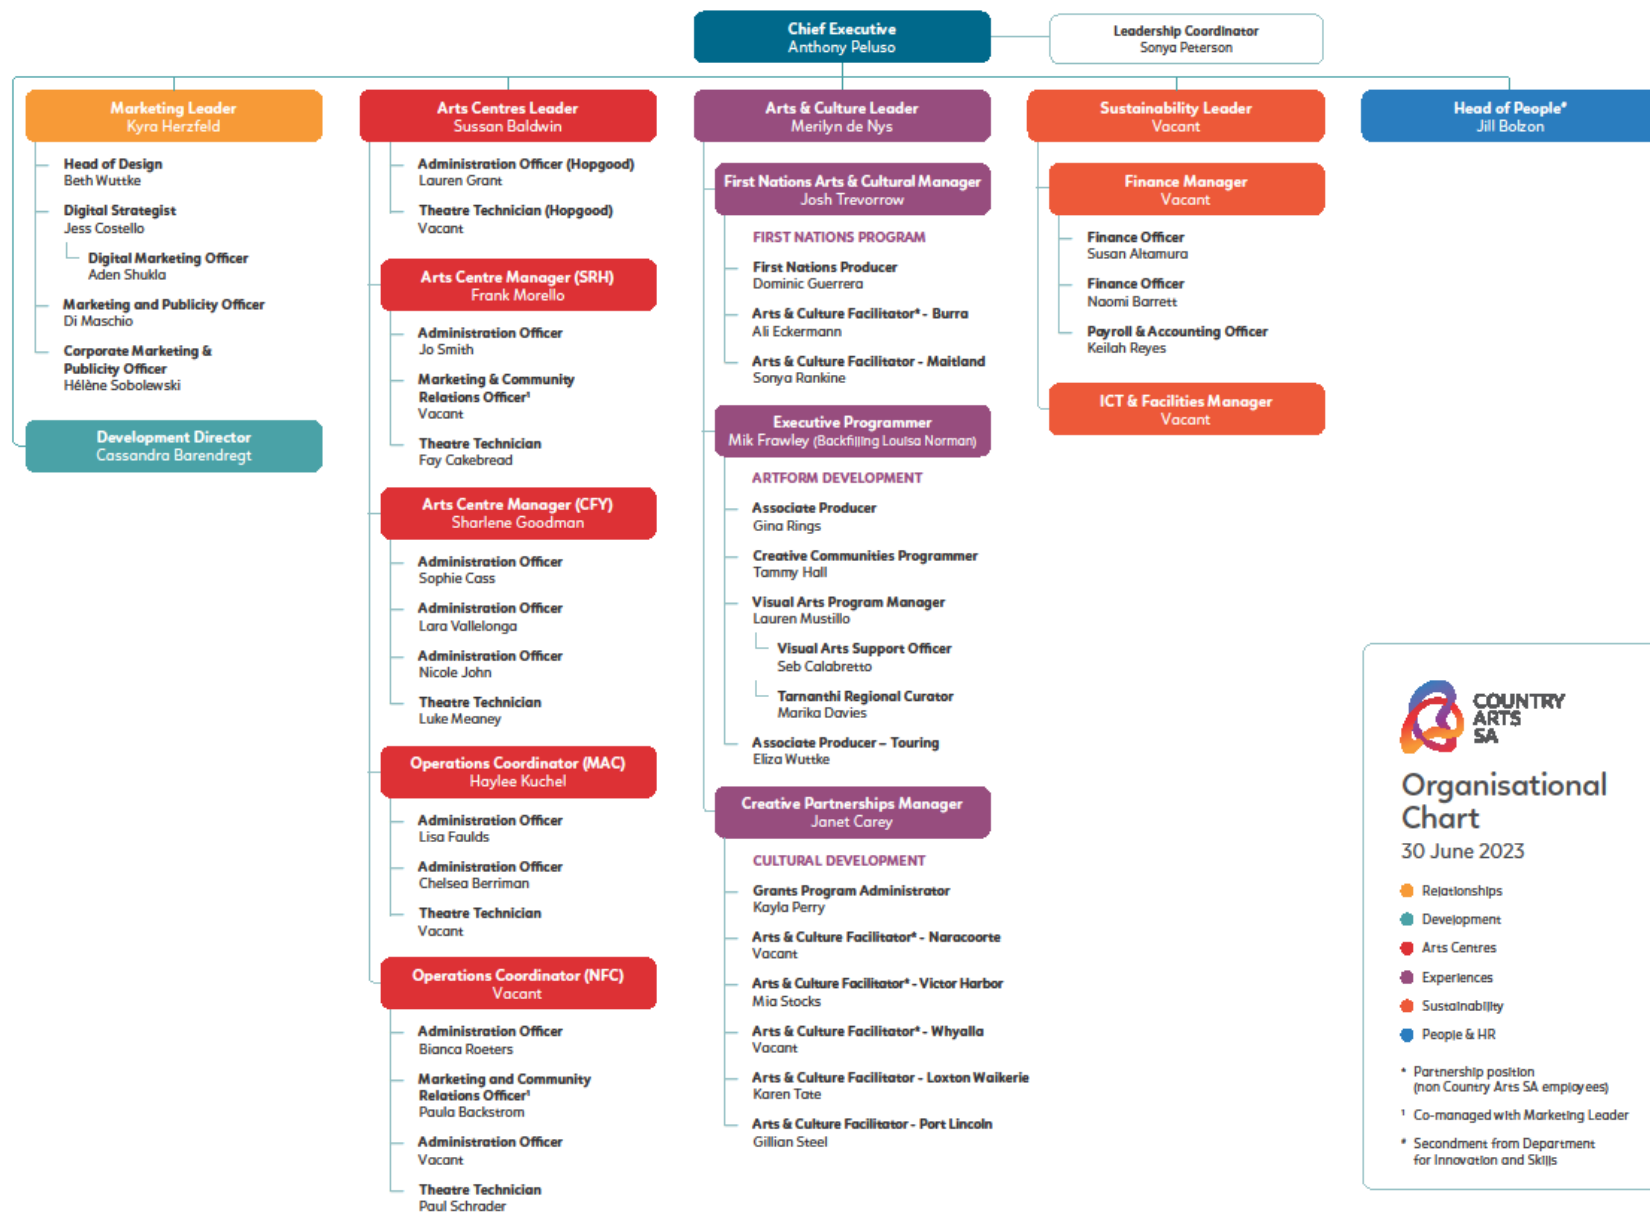 Chief Executive
Anthony Peluso
Leadership Coordinator
Sonya Peterson
Marketing Leader
Kyra Herzfeld
Head of Design
Beth Wuttke
Digital Strategist
Jess Costello
Digital Marketing Officer
Aden Shukla
Marketing and Publicity Officer
Di Maschio
Corporate Marketing &
Publicity Officer
Hélène Sobolewski
Development Director
Cassandra Barendregt
Arts Centres Leader
Sussan Baldwin
Administration Officer (Hopgood)
Lauren Grant
Theatre Technician (Hopgood)
Vacant
Arts Centre Manager (SRH)
Frank Morello
Administration Officer
Jo Smith
Marketing & Community
Relations Officer¹
Vacant
Theatre Technician
Fay Cakebread
Arts Centre Manager (CFY)
Sharlene Goodman
Administration Officer
Sophie Cass
Administration Officer
Lara Vallelonga
Administration Officer
Nicole John
Theatre Technician
Luke Meaney
Operations Coordinator (MAC)
Haylee Kuchel
Administration Officer
Lisa Faulds
Administration Officer
Chelsea Berriman
Theatre Technician
Vacant
Operations Coordinator (NFC)
Vacant
Administration Officer
Bianca Roeters
Marketing and Community
Relations Officer¹
Paula Backstrom
Administration Officer
Vacant
Theatre Technician
Paul Schrader
Arts & Culture Leader
Merilyn de Nys
First Nations Arts & Cultural Manager
Josh Trevorrow
FIRST NATIONS PROGRAM
First Nations Producer
Dominic Guerrera
Arts & Culture Facilitator* - Burra
Ali Eckermann
Arts & Culture Facilitator - Maitland
Sonya Rankine
Executive Programmer
Mik Frawley (Backfilling Louisa Norman)
ARTFORM DEVELOPMENT
Associate Producer
Gina Rings
Creative Communities Programmer
Tammy Hall
Visual Arts Program Manager
Lauren Mustillo
Visual Arts Support Officer
Seb Calabretto
Tarnanthi Regional Curator
Marika Davies
Associate Producer – Touring
Eliza Wuttke
Creative Partnerships Manager
Janet Carey
CULTURAL DEVELOPMENT
Grants Program Administrator
Kayla Perry
Arts & Culture Facilitator* - Naracoorte
Vacant
Arts & Culture Facilitator* - Victor Harbor
Mia Stocks
Arts & Culture Facilitator* - Whyalla
Vacant
Arts & Culture Facilitator - Loxton Waikerie
Karen Tate
Arts & Culture Facilitator - Port Lincoln
Gillian Steel
Sustainability Leader
Vacant
Finance Manager
Vacant
Finance Officer
Susan Altamura
Finance Officer
Naomi Barrett
Payroll & Accounting Officer
Keilah Reyes
ICT & Facilities Manager
Vacant
Head of People#
Jill Bolzon
COUNTRY
ARTS
SA
Organisational
Chart
30 June 2023
Relationships
Development
Arts Centres
Experiences
Sustainability
People & HR
* Partnership position
(non Country Arts SA employees)
¹ Co-managed with Marketing Leader
# Secondment from Department
for Innovation and Skills